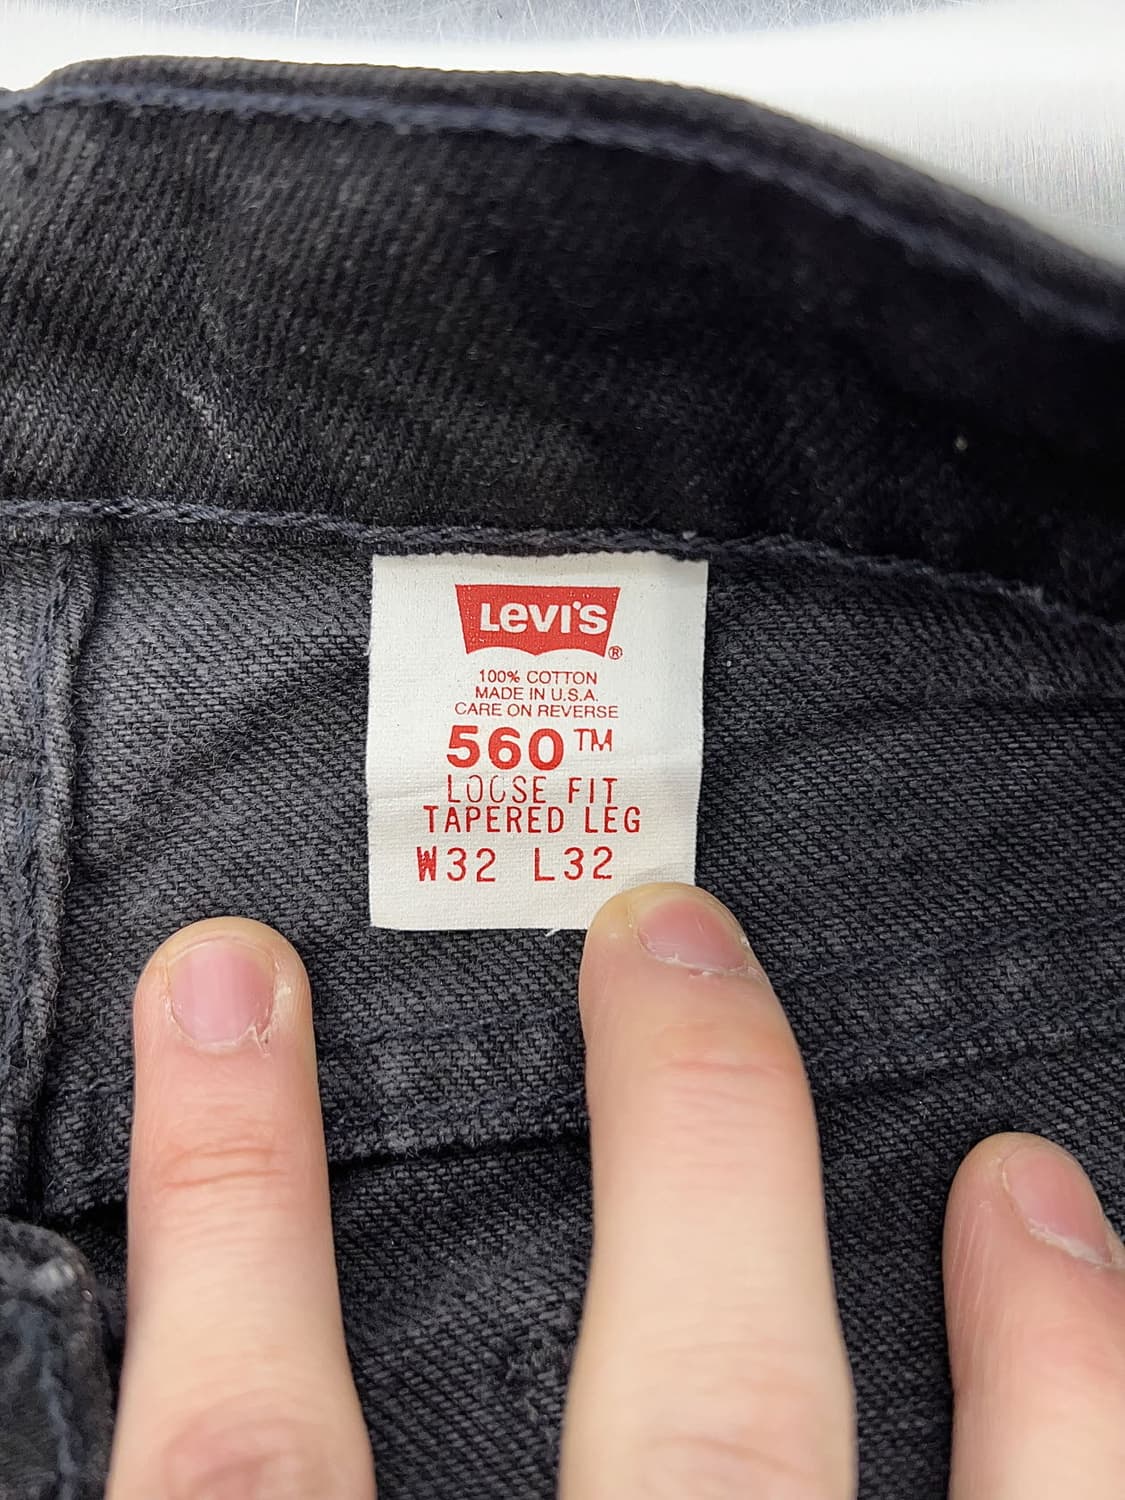 Levi's®
100% COTTON
MADE IN U.S.A.
CARE ON REVERSE
560™
LOOSE FIT
TAPERED LEG
W32 L32